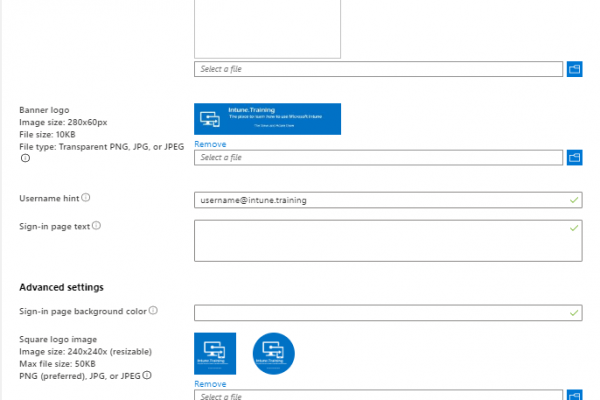 Select a file
Banner logo
Image size: 280x60px
File size: 10KB
File type: Transparent PNG, JPG, or JPEG
Intune.Training
The place to learn how to use Microsoft Intune
Remove
Select a file
Username hint
username@intune.training
Sign-in page text
Advanced settings
Sign-in page background color
Square logo image
Image size: 240x240x (resizable)
Max file size: 50KB
PNG (preferred), JPG, or JPEG
Intune.Training
Intune.Training
Remove
Select a file